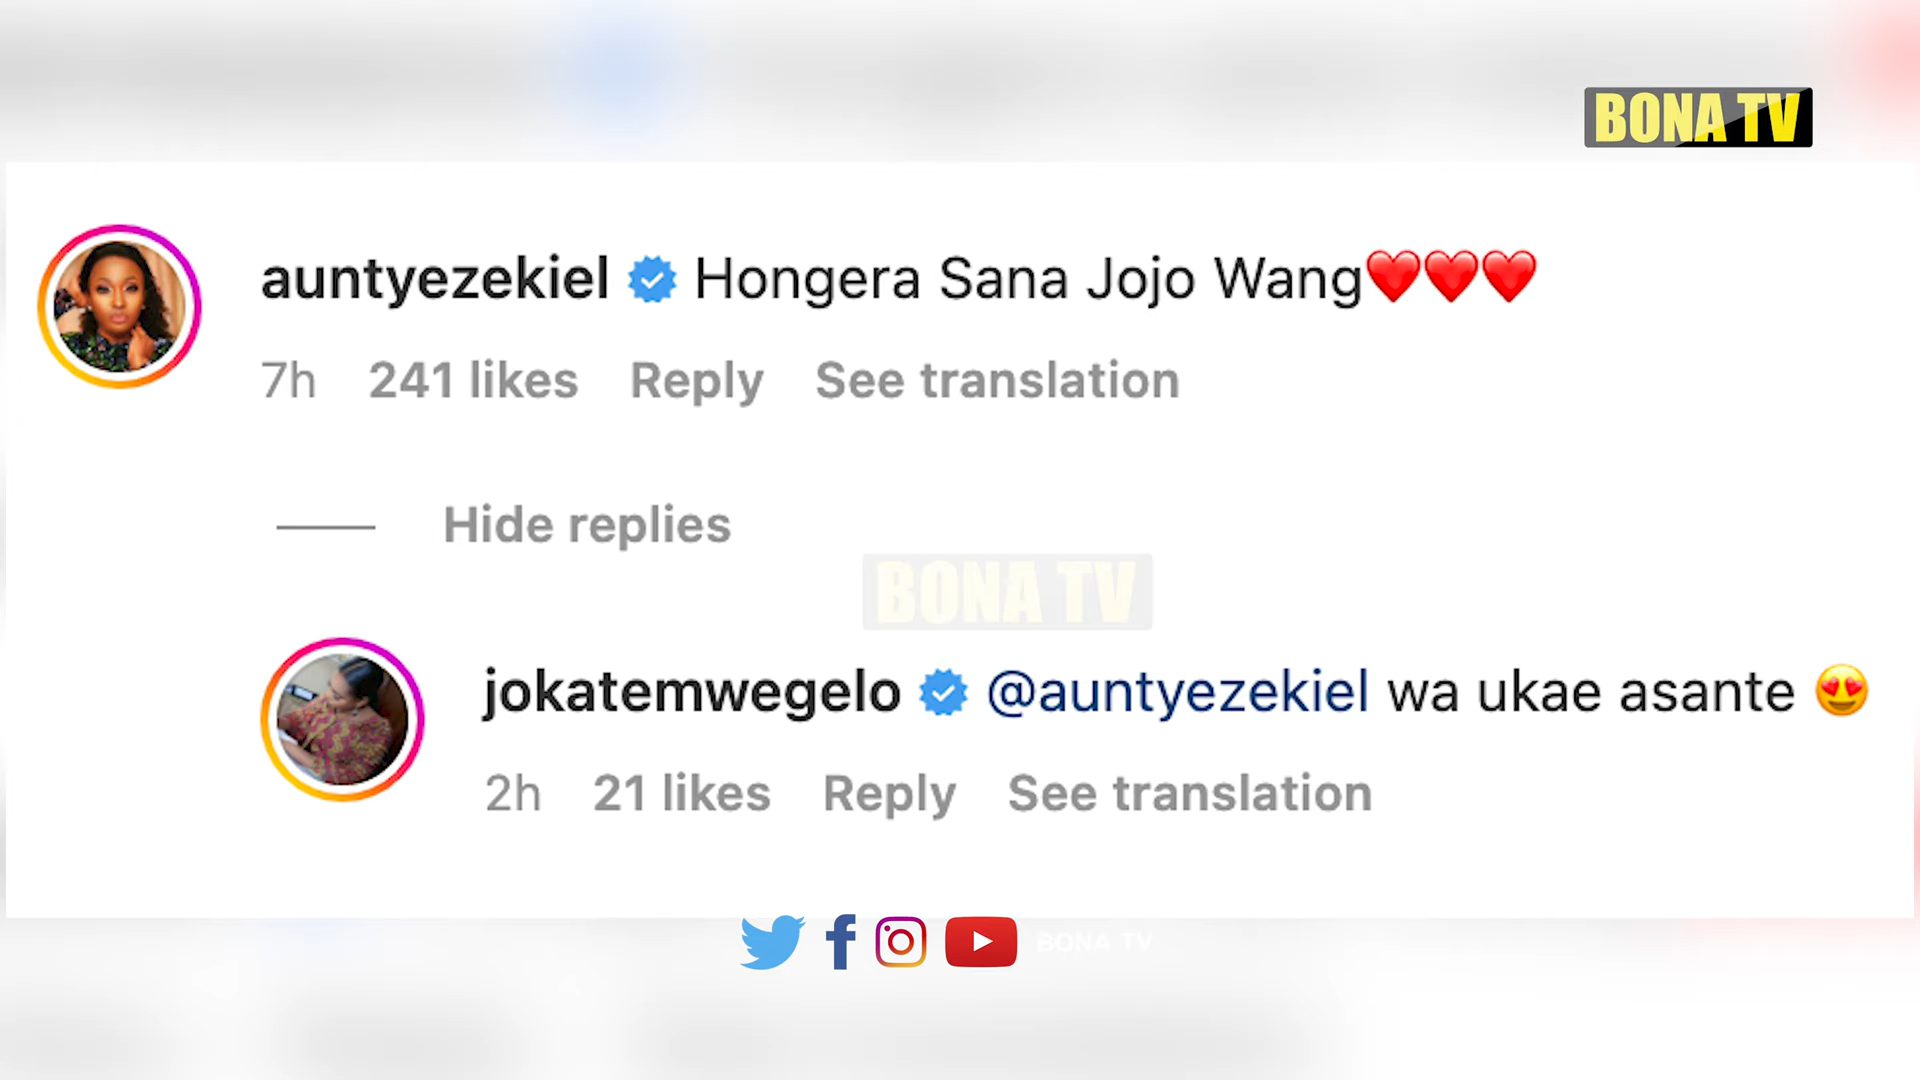 BONA TV
auntyezekiel Hongera Sana Jojo Wang❤️❤️❤️
7h 241 likes Reply See translation
Hide replies
BONA TV
jokatemwegelo @auntyezekiel wa ukae asante 😍
2h 21 likes Reply See translation
BONA TV